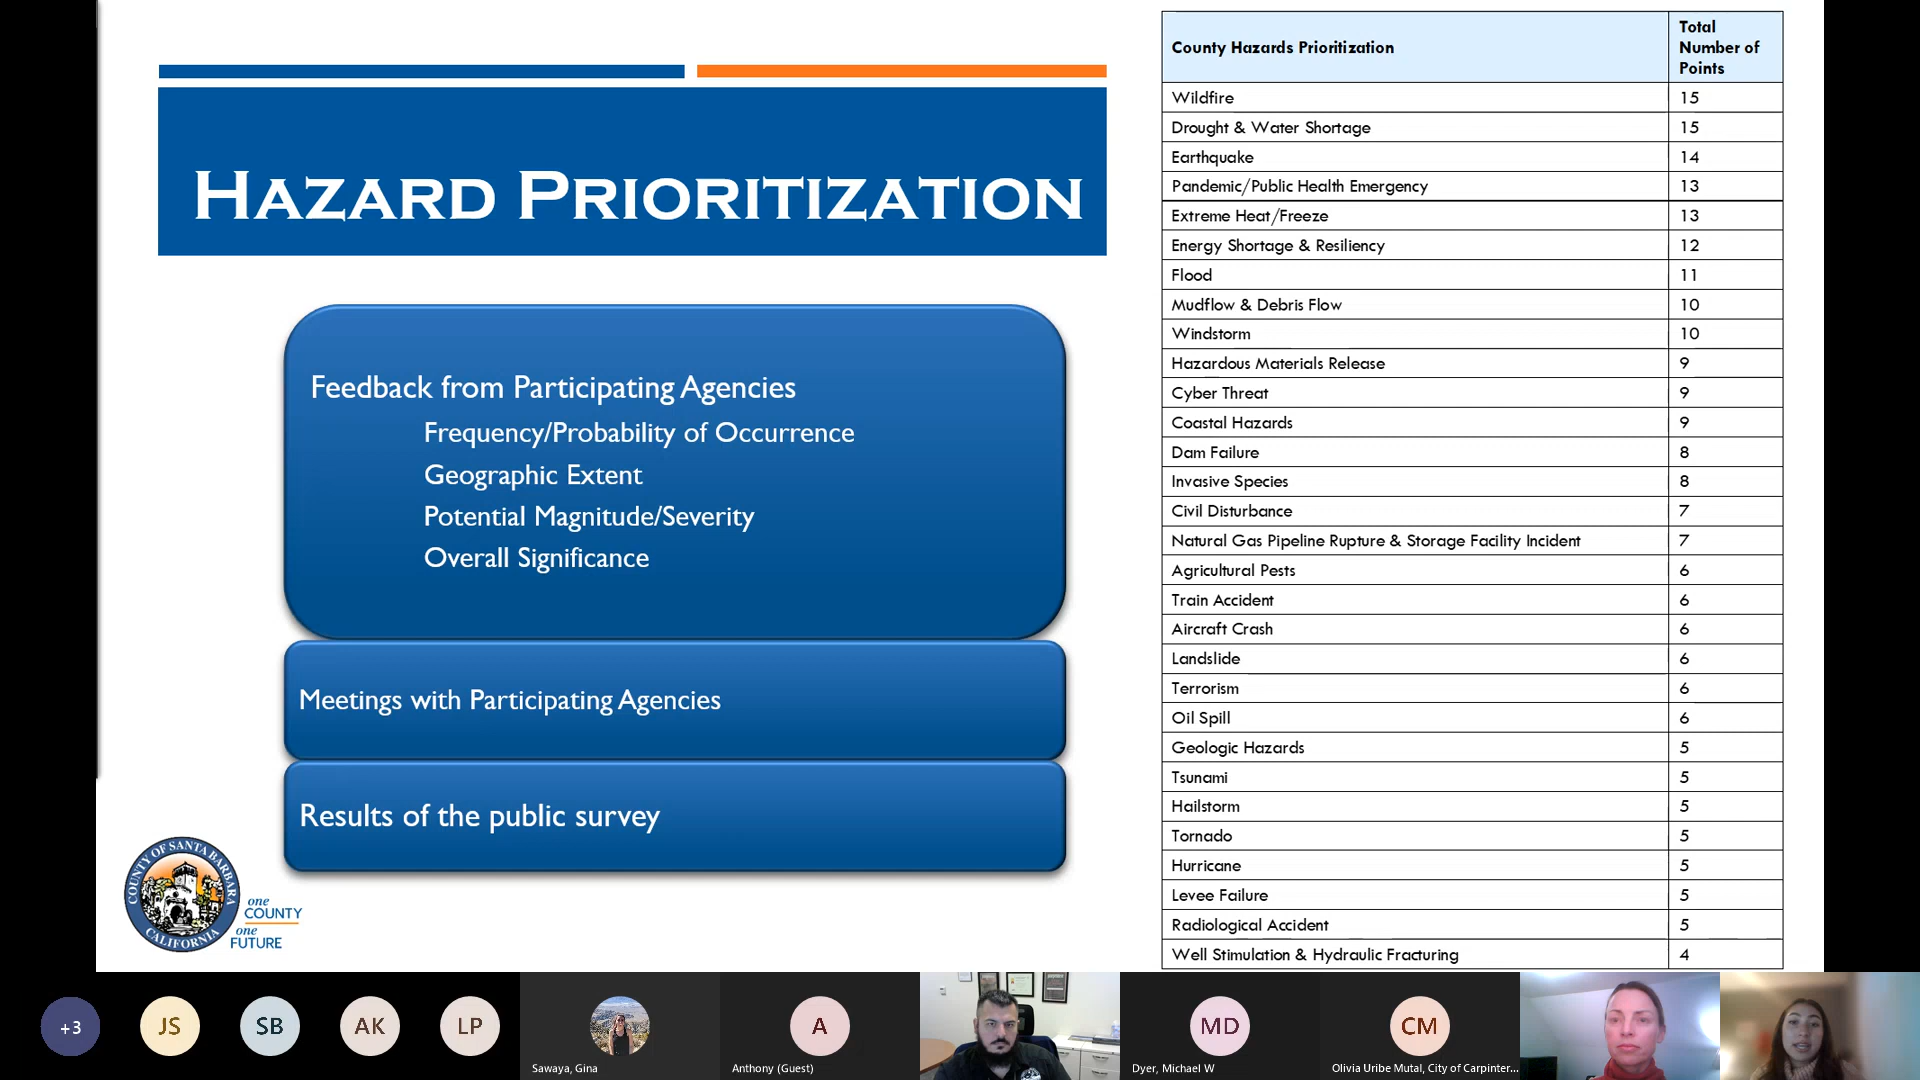 HAZARD PRIORITIZATION
Feedback from Participating Agencies
Frequency/Probability of Occurrence
Geographic Extent
Potential Magnitude/Severity
Overall Significance
Meetings with Participating Agencies
Results of the public survey
COUNTY OF SANTA BARBARA
CALIFORNIA
one
COUNTY
one
FUTURE
County Hazards Prioritization Total Number of Points
Wildfire 15
Drought & Water Shortage 15
Earthquake 14
Pandemic/Public Health Emergency 13
Extreme Heat/Freeze 13
Energy Shortage & Resiliency 12
Flood 11
Mudflow & Debris Flow 10
Windstorm 10
Hazardous Materials Release 9
Cyber Threat 9
Coastal Hazards 9
Dam Failure 8
Invasive Species 8
Civil Disturbance 7
Natural Gas Pipeline Rupture & Storage Facility Incident 7
Agricultural Pests 6
Train Accident 6
Aircraft Crash 6
Landslide 6
Terrorism 6
Oil Spill 6
Geologic Hazards 5
Tsunami 5
Hailstorm 5
Tornado 5
Hurricane 5
Levee Failure 5
Radiological Accident 5
Well Stimulation & Hydraulic Fracturing 4
+3
JS
SB
AK
LP
Sawaya, Gina
A
Anthony (Guest)
MD
Dyer, Michael W
CM
Olivia Uribe Mutal, City of Carpinter...